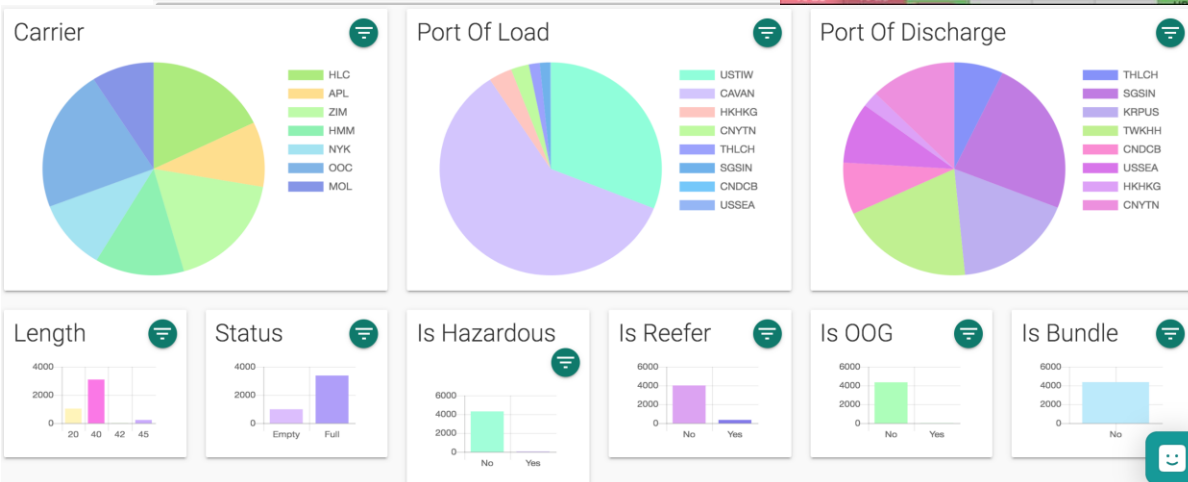 Carrier
HLC
APL
ZIM
HMM
NYK
OOC
MOL
Port Of Load
USTIW
CAVAN
HKHKG
CNYTN
THLCH
SGSIN
CNDCB
USSEA
Port Of Discharge
THLCH
SGSIN
KRPUS
TWKHH
CNDCB
USSEA
HKHKG
CNYTN
Length
4000
2000
0
20 40 42 45
Status
4000
2000
0
Empty Full
Is Hazardous
6000
4000
2000
0
No Yes
Is Reefer
6000
4000
2000
0
No Yes
Is OOG
6000
4000
2000
0
No Yes
Is Bundle
6000
4000
2000
0
No